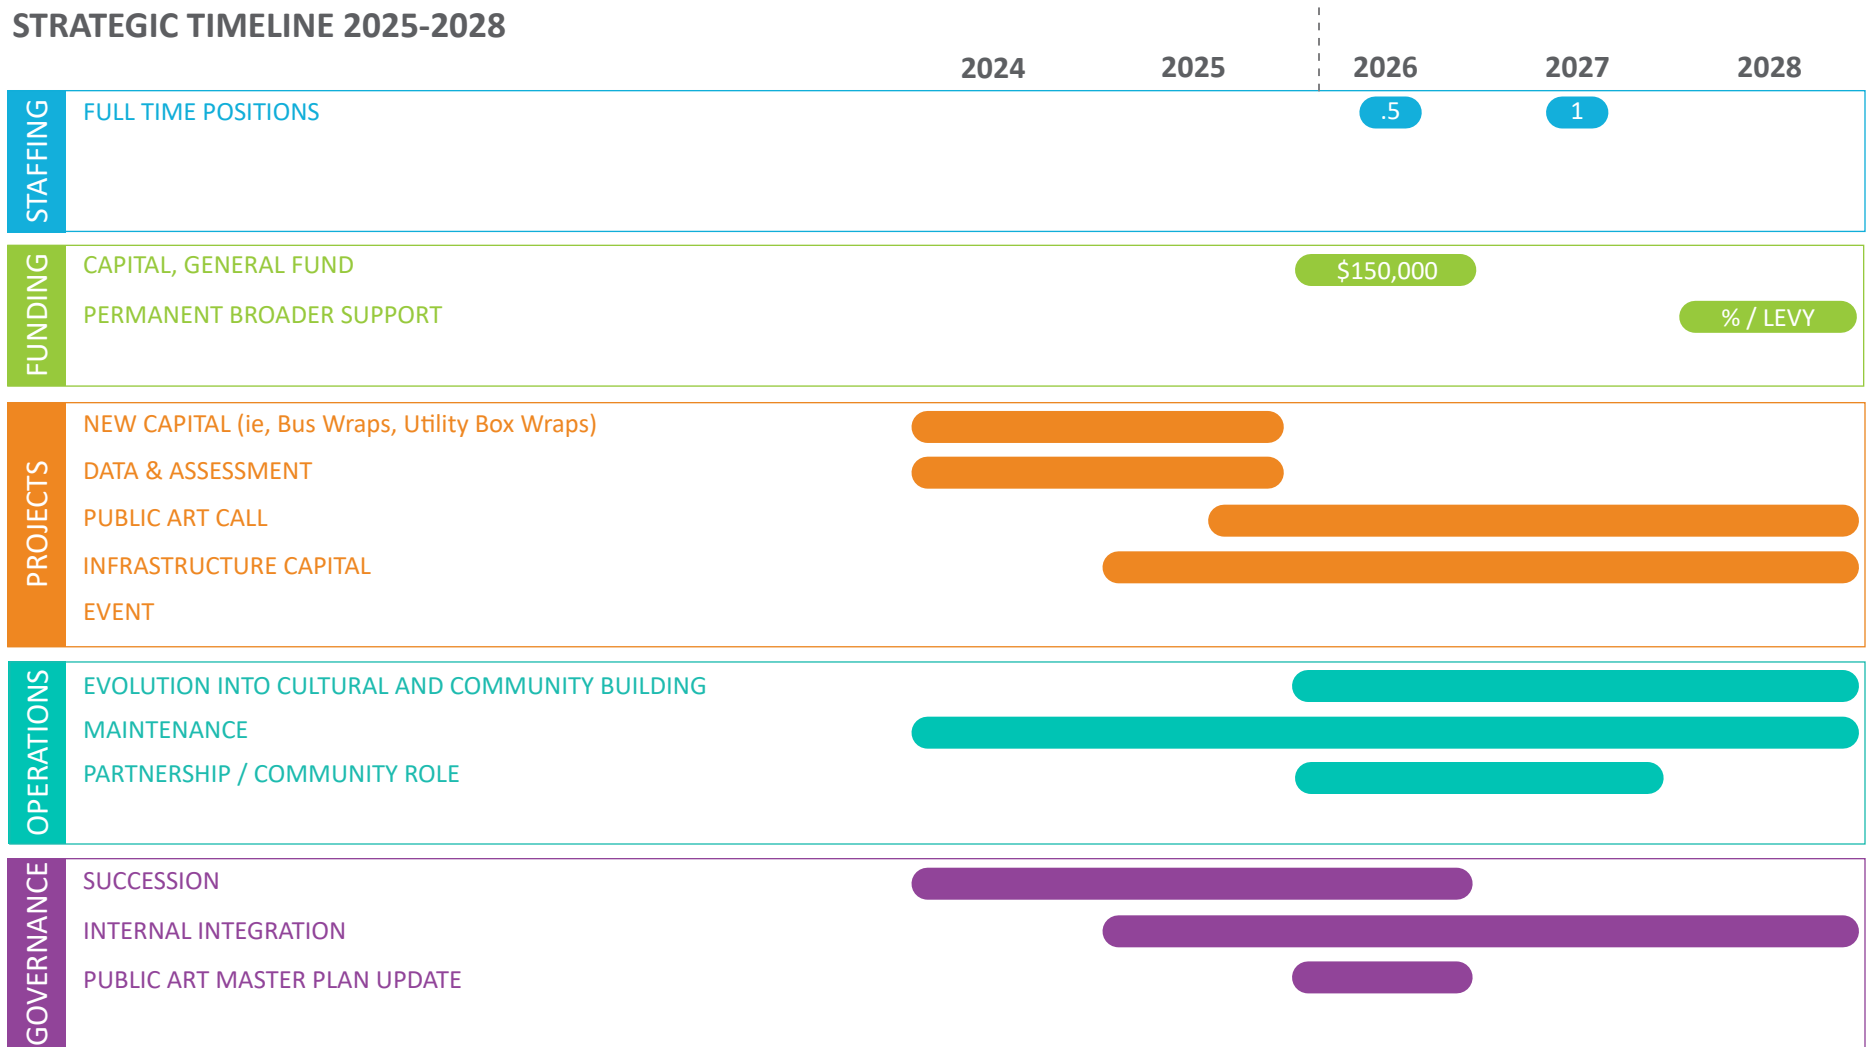 STRATEGIC TIMELINE 2025-2028
2024 2025 2026 2027 2028
STAFFING
FULL TIME POSITIONS .5 1
FUNDING
CAPITAL, GENERAL FUND $150,000
PERMANENT BROADER SUPPORT % / LEVY
PROJECTS
NEW CAPITAL (ie, Bus Wraps, Utility Box Wraps)
DATA & ASSESSMENT
PUBLIC ART CALL
INFRASTRUCTURE CAPITAL
EVENT
OPERATIONS
EVOLUTION INTO CULTURAL AND COMMUNITY BUILDING
MAINTENANCE
PARTNERSHIP / COMMUNITY ROLE
GOVERNANCE
SUCCESSION
INTERNAL INTEGRATION
PUBLIC ART MASTER PLAN UPDATE